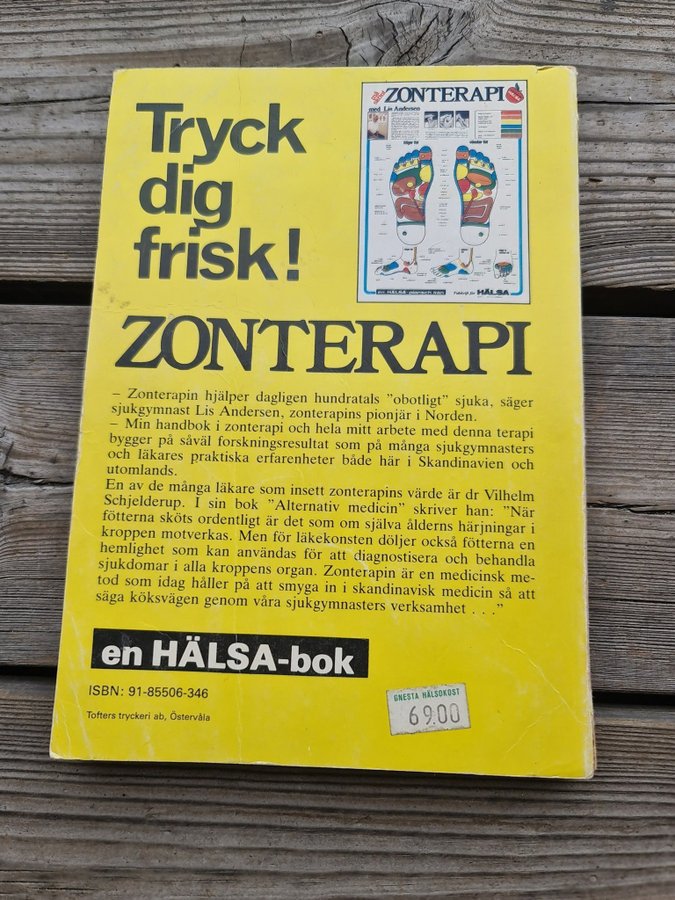 Tryck
dig
frisk!
ZONTERAPI
med Lis Andersen
höger fot
vänster fot
HÄLSA
ZONTERAPI
– Zonterapin hjälper dagligen hundratals ”obotligt” sjuka, säger
sjukgymnast Lis Andersen, zonterapins pionjär i Norden.
– Min handbok i zonterapi och hela mitt arbete med denna terapi
bygger på såväl forskningsresultat som på många sjukgymnasters
och läkares praktiska erfarenheter både här i Skandinavien och
utomlands.
En av de många läkare som insett zonterapins värde är dr Vilhelm
Schjelderup. I sin bok ”Alternativ medicin” skriver han: ”När
fötterna sköts ordentligt är det som om själva ålderns härjningar i
kroppen motverkas. Men för läkekonsten döljer också fötterna en
hemlighet som kan användas för att diagnostisera och behandla
sjukdomar i alla kroppens organ. Zonterapin är en medicinsk me-
tod som idag håller på att smyga in i skandinavisk medicin så att
säga köksvägen genom våra sjukgymnasters verksamhet . . .”
en HÄLSA-bok
ISBN: 91-85506-346
Tofters tryckeri ab, Östervåla
GNESTA HÄLSOKOST
69.00